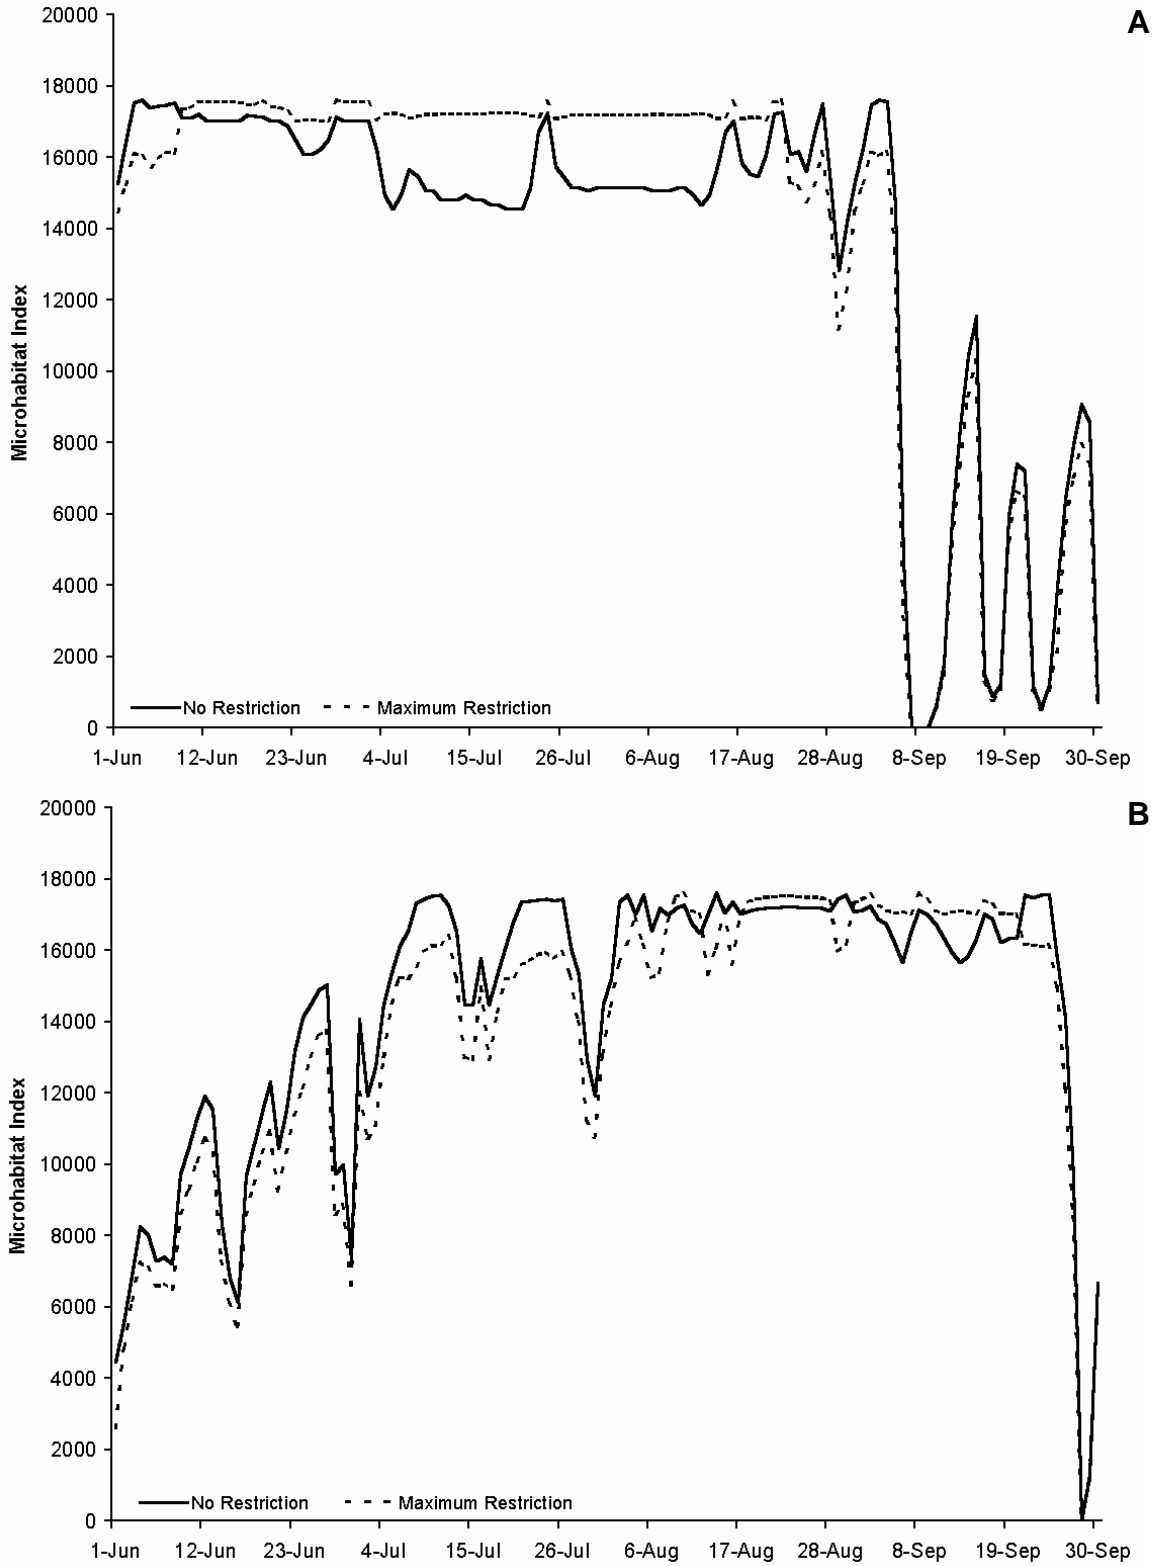 A
20000
18000
16000
14000
12000
10000
8000
6000
4000
2000
0
Microhabitat Index
No Restriction Maximum Restriction
1-Jun 12-Jun 23-Jun 4-Jul 15-Jul 26-Jul 6-Aug 17-Aug 28-Aug 8-Sep 19-Sep 30-Sep
B
20000
18000
16000
14000
12000
10000
8000
6000
4000
2000
0
Microhabitat Index
No Restriction Maximum Restriction
1-Jun 12-Jun 23-Jun 4-Jul 15-Jul 26-Jul 6-Aug 17-Aug 28-Aug 8-Sep 19-Sep 30-Sep